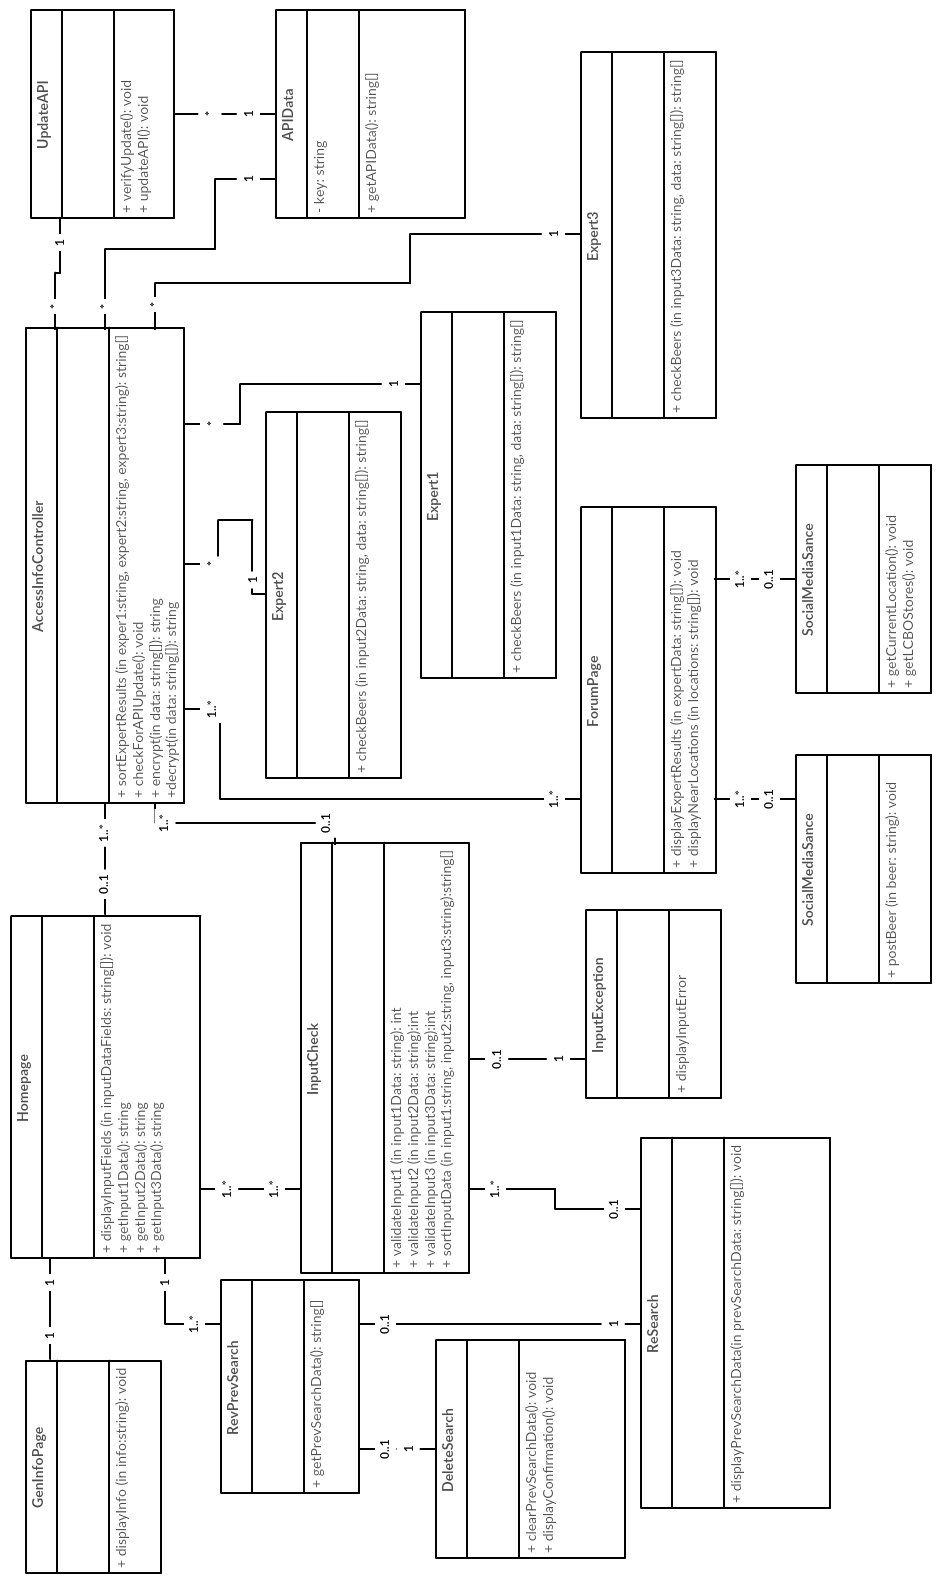 GenInfoPage
+ displayInfo (in info:string): void
1
1
Homepage
+ displayInputFields (in inputDataFields: string[]): void
+ getInput1Data(): string
+ getInput2Data(): string
+ getInput3Data(): string
1
1..*
RevPrevSearch
+ getPrevSearchData(): string[]
0..1
1
DeleteSearch
+ clearPrevSearchData(): void
+ displayConfirmation(): void
0..1
1
ReSearch
+ displayPrevSearchData(in prevSearchData: string[]): void
1..*
1..*
InputCheck
+ validateInput1 (in input1Data: string): int
+ validateInput2 (in input2Data: string):int
+ validateInput3 (in input3Data: string):int
+ sortInputData (in input1:string, input2:string, input3:string):string[]
1..*
0..1
0..1
1
InputException
+ displayInputError
0..1
1..*
0..1
1..*
AccessInfoController
+ sortExpertResults (in exper1:string, expert2:string, expert3:string): string[]
+ checkForAPIUpdate(): void
+ encrypt(in data: string[]): string
+decrypt(in data: string[]): string
*
1
UpdateAPI
+ verifyUpdate(): void
+ updateAPI(): void
*
1
APIData
- key: string
+ getAPIData(): string[]
*
1
*
1
Expert3
+ checkBeers (in input3Data: string, data: string[]): string[]
*
1
Expert1
+ checkBeers (in input1Data: string, data: string[]): string[]
*
1
Expert2
+ checkBeers (in input2Data: string, data: string[]): string[]
1..*
1..*
ForumPage
+ displayExpertResults (in expertData: string[]): void
+ displayNearLocations (in locations: string[]): void
1..*
0..1
SocialMediaSance
+ postBeer (in beer: string): void
1..*
0..1
SocialMediaSance
+ getCurrentLocation(): void
+ getLCBOStores(): void